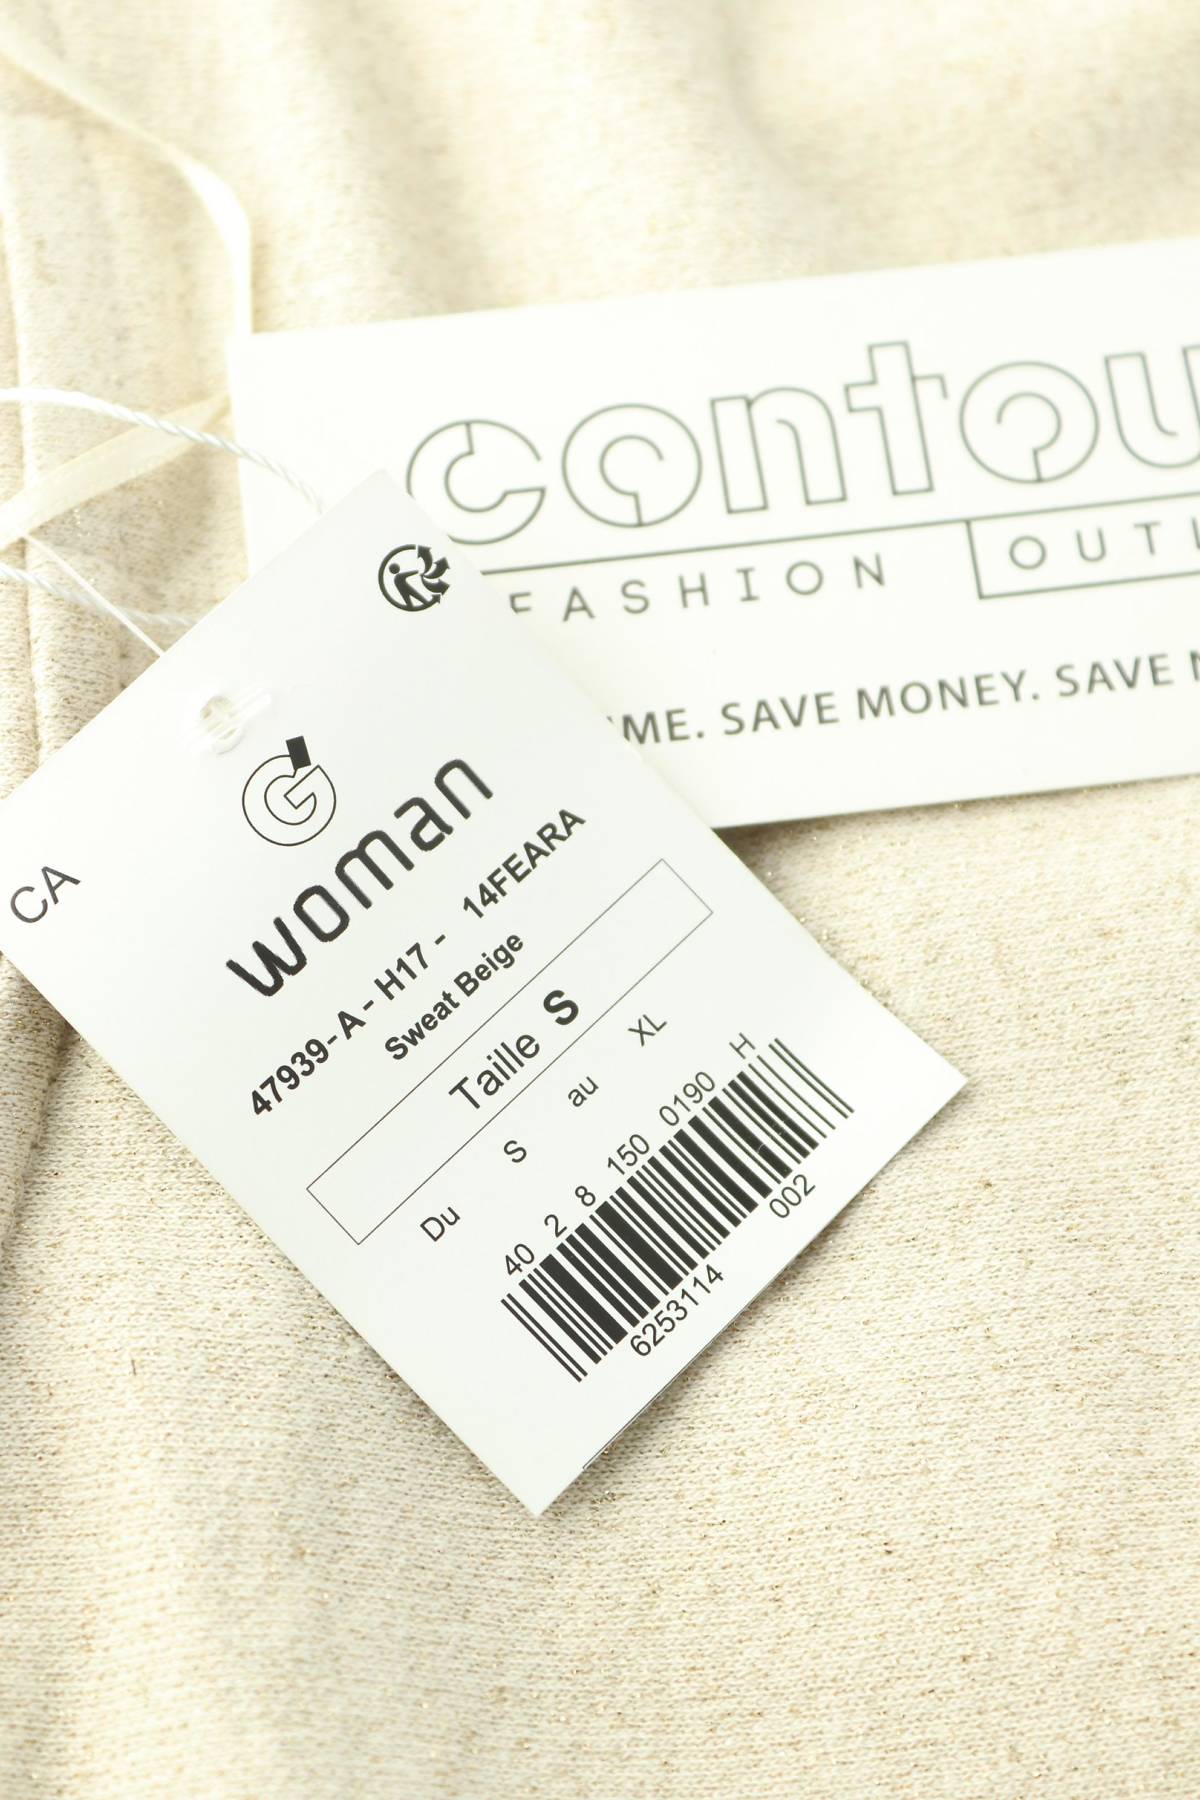 contou
FASHION OUTL
ME. SAVE MONEY. SAVE
CA
G
woman
47939- A - H17 - 14FEARA
Sweat Beige
Taille S
Du S au XL
40 2 8 150 0190 H
6253114 002